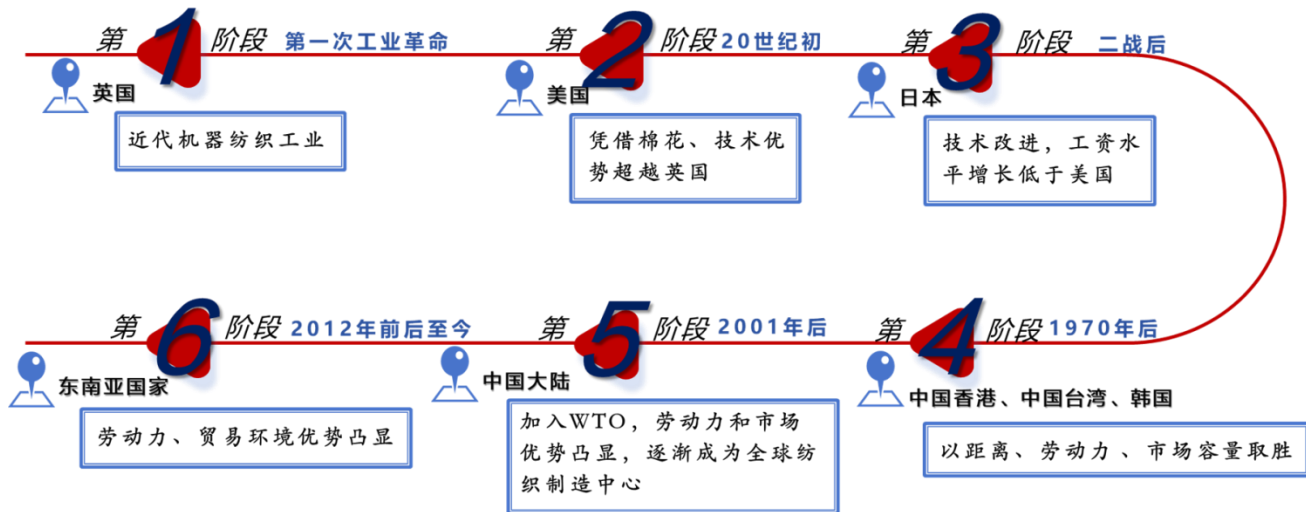 第1阶段 第一次工业革命
英国
近代机器纺织工业
第2阶段 20世纪初
美国
凭借棉花、技术优
势超越英国
第3阶段 二战后
日本
技术改进，工资水
平增长低于美国
第4阶段 1970年后
中国香港、中国台湾、韩国
以距离、劳动力、市场容量取胜
第5阶段 2001年后
中国大陆
加入WTO，劳动力和市场
优势凸显，逐渐成为全球纺
织制造中心
第6阶段 2012年前后至今
东南亚国家
劳动力、贸易环境优势凸显